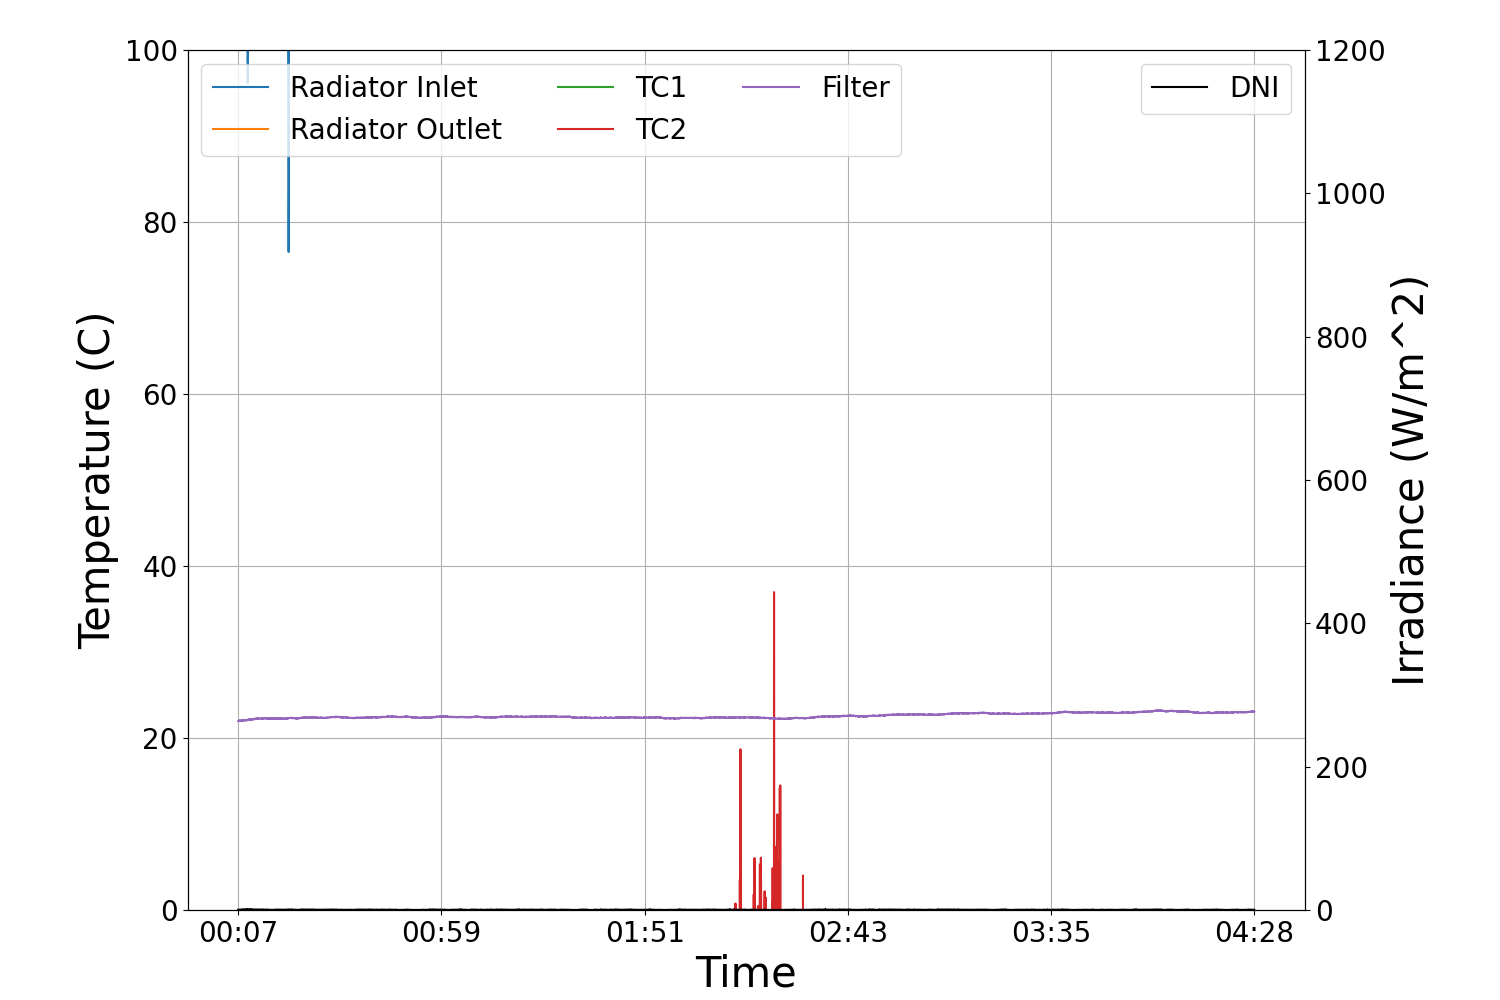 100
80
60
40
20
0
Temperature (C)
Radiator Inlet
Radiator Outlet
TC1
TC2
Filter
DNI
1200
1000
800
600
400
200
0
Irradiance (W/m^2)
00:07 00:59 01:51 02:43 03:35 04:28
Time